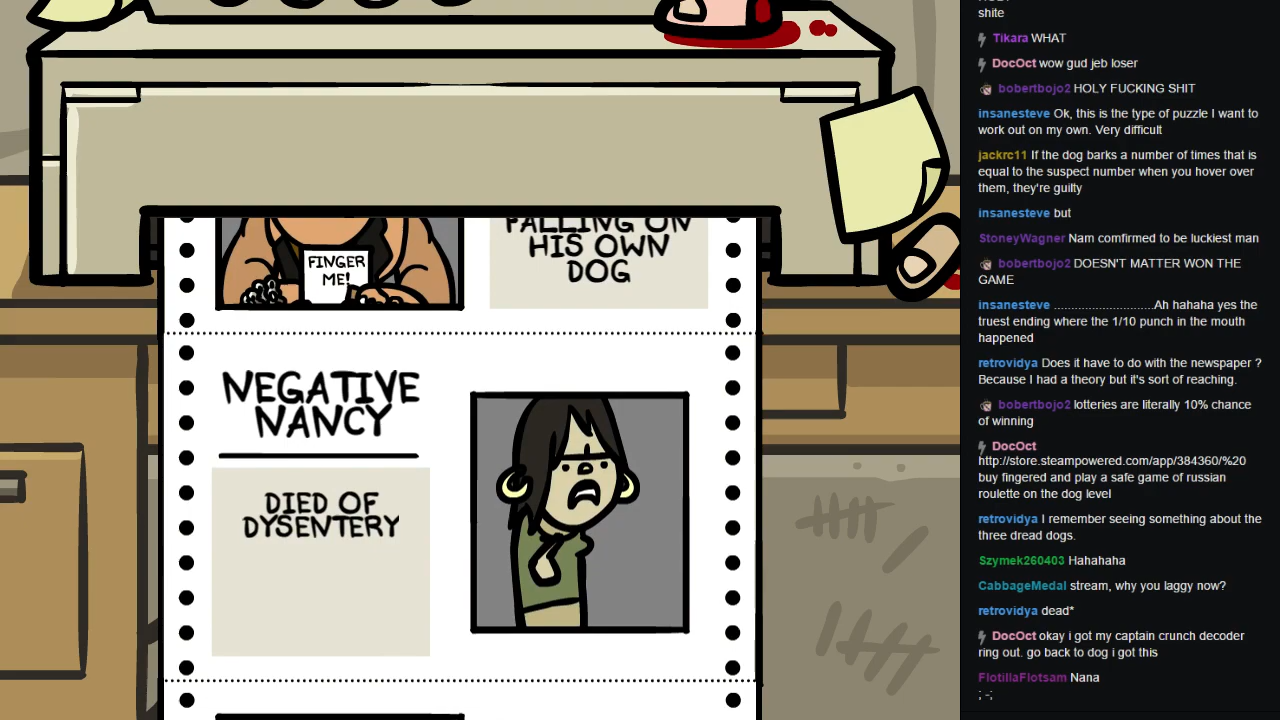 FALLING ON
HIS OWN
DOG
FINGER
ME!
NEGATIVE
NANCY
DIED OF
DYSENTERY
shite
Tikara WHAT
DocOct wow gud jeb loser
bobertbojo2 HOLY FUCKING SHIT
insanesteve Ok, this is the type of puzzle I want to
work out on my own. Very difficult
jackrc11 If the dog barks a number of times that is
equal to the suspect number when you hover over
them, they're guilty
insanesteve but
StoneyWagner Nam comfirmed to be luckiest man
bobertbojo2 DOESN'T MATTER WON THE
GAME
insanesteve ............................Ah hahaha yes the
truest ending where the 1/10 punch in the mouth
happened
retrovidya Does it have to do with the newspaper ?
Because I had a theory but it's sort of reaching.
bobertbojo2 lotteries are literally 10% chance
of winning
DocOct
http://store.steampowered.com/app/384360/%20
buy fingered and play a safe game of russian
roulette on the dog level
retrovidya I remember seeing something about the
three dread dogs.
Szymek260403 Hahahaha
CabbageMedal stream, why you laggy now?
retrovidya dead*
DocOct okay i got my captain crunch decoder
ring out. go back to dog i got this
FlotillaFlotsam Nana
; -;